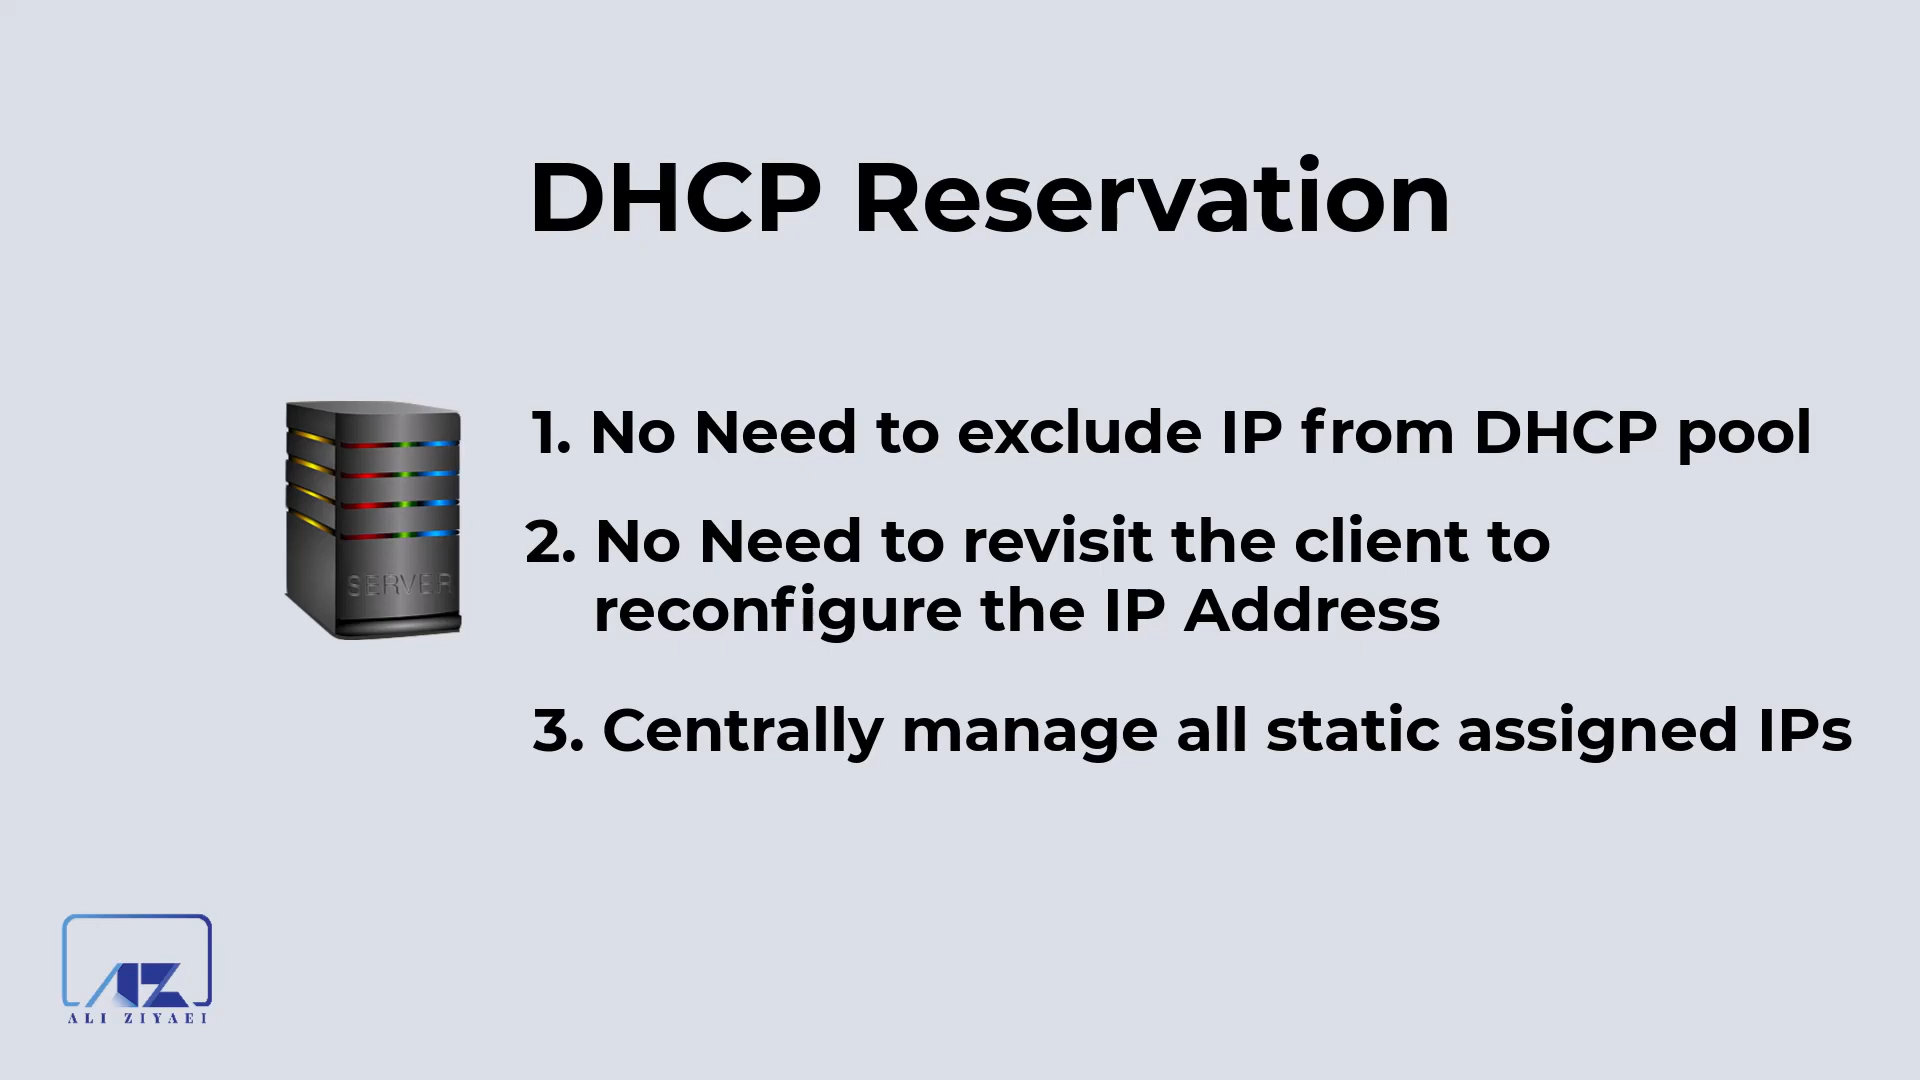 DHCP Reservation
1. No Need to exclude IP from DHCP pool
2. No Need to revisit the client to
reconfigure the IP Address
3. Centrally manage all static assigned IPs
SERVER
AZ
ALI ZIYAEI